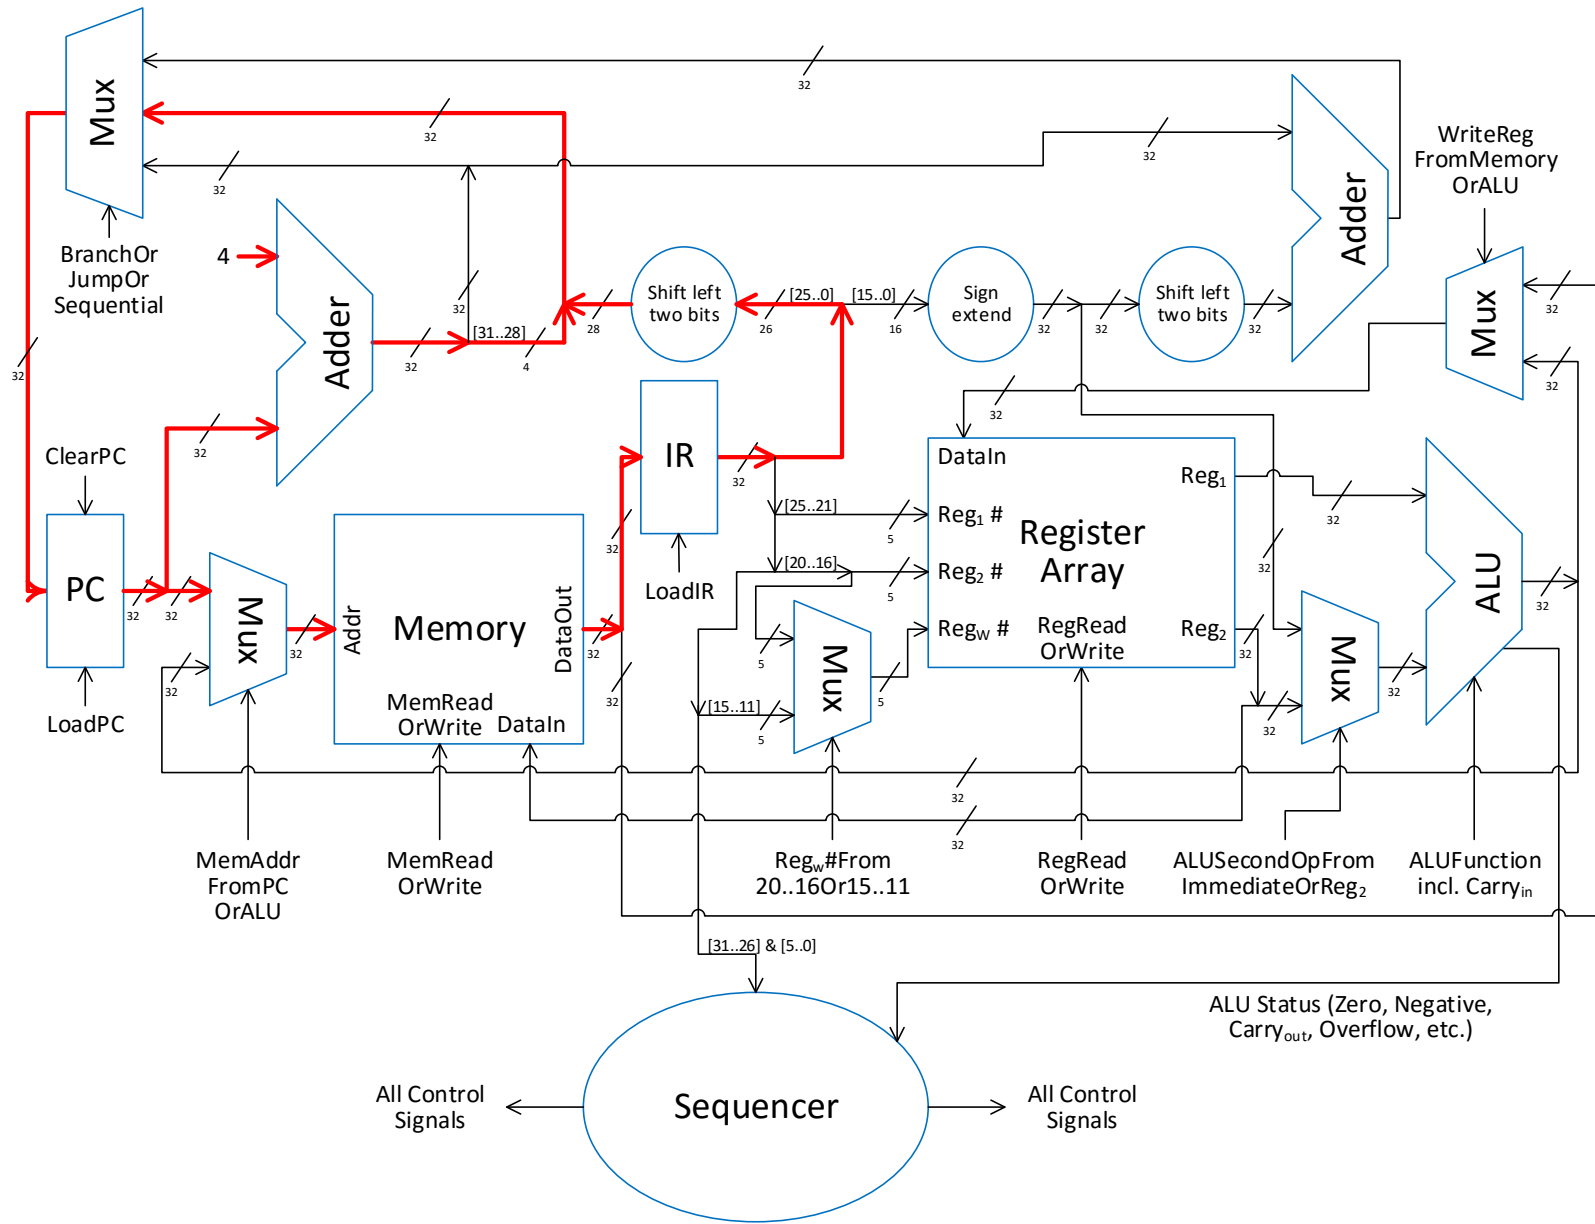 Mux
32
32
32
32
32
BranchOr
JumpOr
Sequential
WriteReg
FromMemory
OrALU
4
Adder
32
32
[31..28]
4
28
Shift left
two bits
[25..0]
26
[15..0]
16
Sign
extend
32
32
Shift left
two bits
32
Adder
Mux
32
32
32
32
32
ClearPC
PC
LoadPC
32
32
Mux
32
32
MemAddr
FromPC
OrALU
Addr
Memory
DataOut
MemRead
OrWrite
DataIn
32
32
32
MemRead
OrWrite
IR
32
LoadIR
[25..21]
5
[20..16]
5
5
[15..11]
5
Mux
5
Regw#From
20..16Or15..11
DataIn
Reg1 #
Reg2 #
RegW #
Register
Array
RegRead
OrWrite
Reg1
Reg2
RegRead
OrWrite
32
32
32
32
Mux
32
ALUSecondOpFrom
ImmediateOrReg2
ALU
32
ALUFunction
incl. Carryin
32
32
[31..26] & [5..0]
ALU Status (Zero, Negative,
Carryout, Overflow, etc.)
Sequencer
All Control
Signals
All Control
Signals